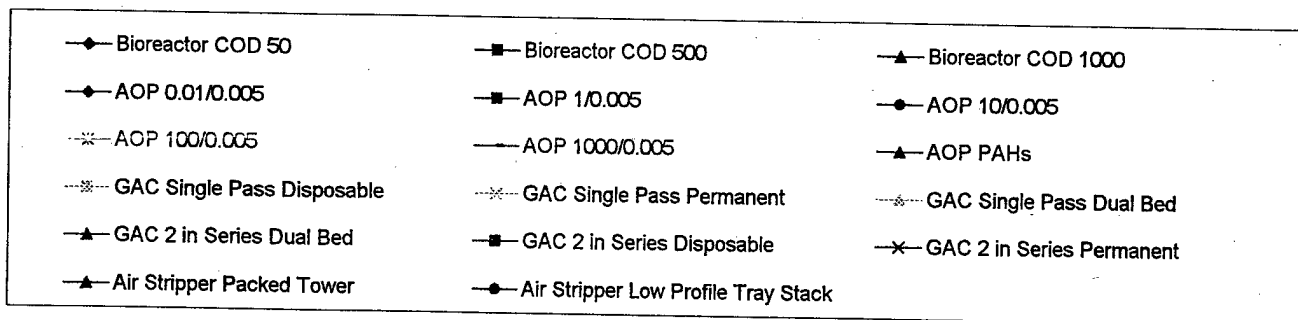 Bioreactor COD 50 Bioreactor COD 500 Bioreactor COD 1000
AOP 0.01/0.005 AOP 1/0.005 AOP 10/0.005
AOP 100/0.005 AOP 1000/0.005 AOP PAHs
GAC Single Pass Disposable GAC Single Pass Permanent GAC Single Pass Dual Bed
GAC 2 in Series Dual Bed GAC 2 in Series Disposable GAC 2 in Series Permanent
Air Stripper Packed Tower Air Stripper Low Profile Tray Stack